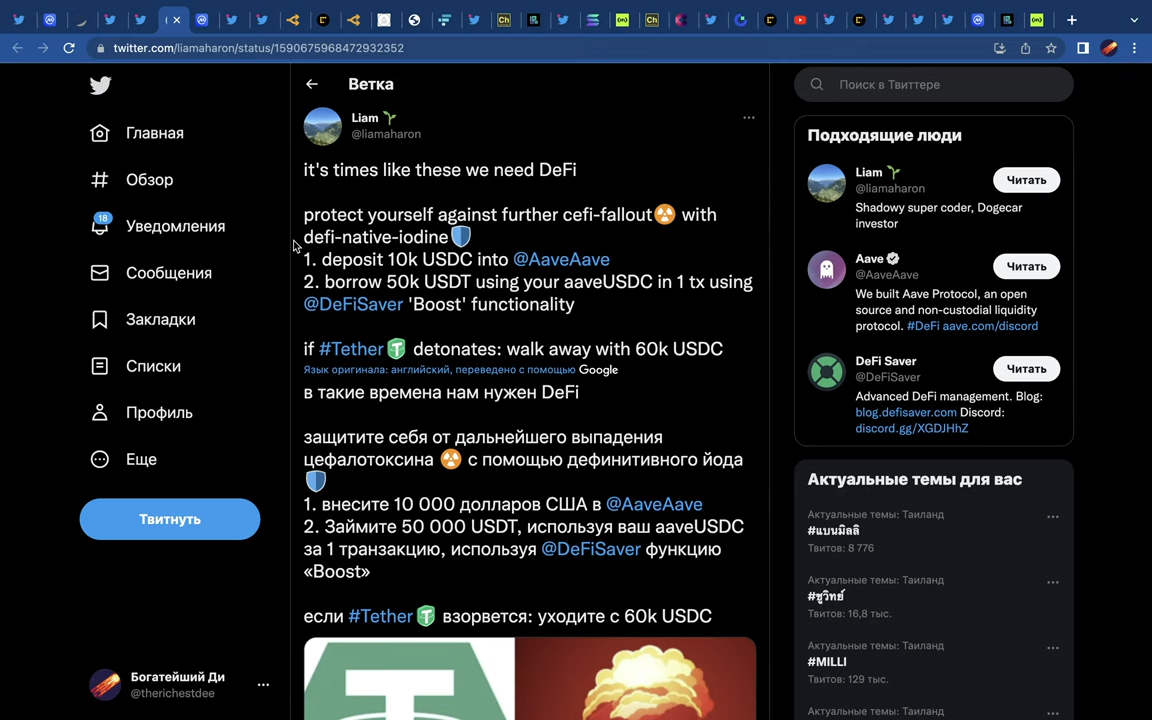 twitter.com/liamaharon/status/1590675968472932352
Главная
Обзор
18
Уведомления
Сообщения
Закладки
Списки
Профиль
Еще
Твитнуть
Богатейший Ди
@therichestdee
Ветка
Liam
@liamaharon
it's times like these we need DeFi
protect yourself against further cefi-fallout☢️ with
defi-native-iodine🛡️
1. deposit 10k USDC into @AaveAave
2. borrow 50k USDT using your aaveUSDC in 1 tx using
@DeFiSaver 'Boost' functionality
if #Tether detonates: walk away with 60k USDC
Язык оригинала: английский, переведено с помощью Google
в такие времена нам нужен DeFi
защитите себя от дальнейшего выпадения
цефалотоксина ☢️ с помощью дефинитивного йода
🛡️
1. внесите 10 000 долларов США в @AaveAave
2. Займите 50 000 USDT, используя ваш aaveUSDC
за 1 транзакцию, используя @DeFiSaver функцию
«Boost»
если #Tether взорвется: уходите с 60k USDC
Поиск в Твиттере
Подходящие люди
Liam
@liamaharon
Читать
Shadowy super coder, Dogecar
investor
Aave
@AaveAave
Читать
We built Aave Protocol, an open
source and non-custodial liquidity
protocol. #DeFi aave.com/discord
DeFi Saver
@DeFiSaver
Читать
Advanced DeFi management. Blog:
blog.defisaver.com Discord:
discord.gg/XGDJHhZ
Актуальные темы для вас
Актуальные темы: Таиланд
#แบนมิลลิ
Твитов: 8 776
Актуальные темы: Таиланд
#ชูวิทย์
Твитов: 16,8 тыс.
Актуальные темы: Таиланд
#MILLI
Твитов: 129 тыс.
Актуальные темы: Таиланд